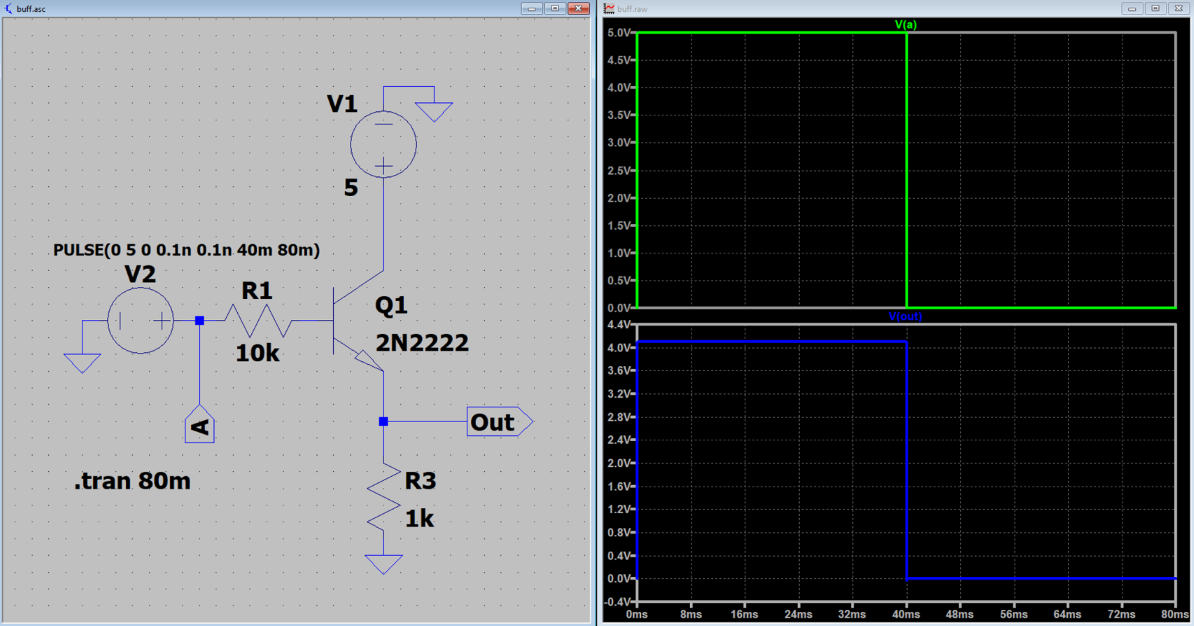 buff.asc
V1
5
PULSE(0 5 0 0.1n 0.1n 40m 80m)
V2
R1
10k
Q1
2N2222
A
Out
.tran 80m
R3
1k
buff.raw
V(a)
5.0V
4.5V
4.0V
3.5V
3.0V
2.5V
2.0V
1.5V
1.0V
0.5V
0.0V
V(out)
4.4V
4.0V
3.6V
3.2V
2.8V
2.4V
2.0V
1.6V
1.2V
0.8V
0.4V
0.0V
-0.4V
0ms 8ms 16ms 24ms 32ms 40ms 48ms 56ms 64ms 72ms 80ms